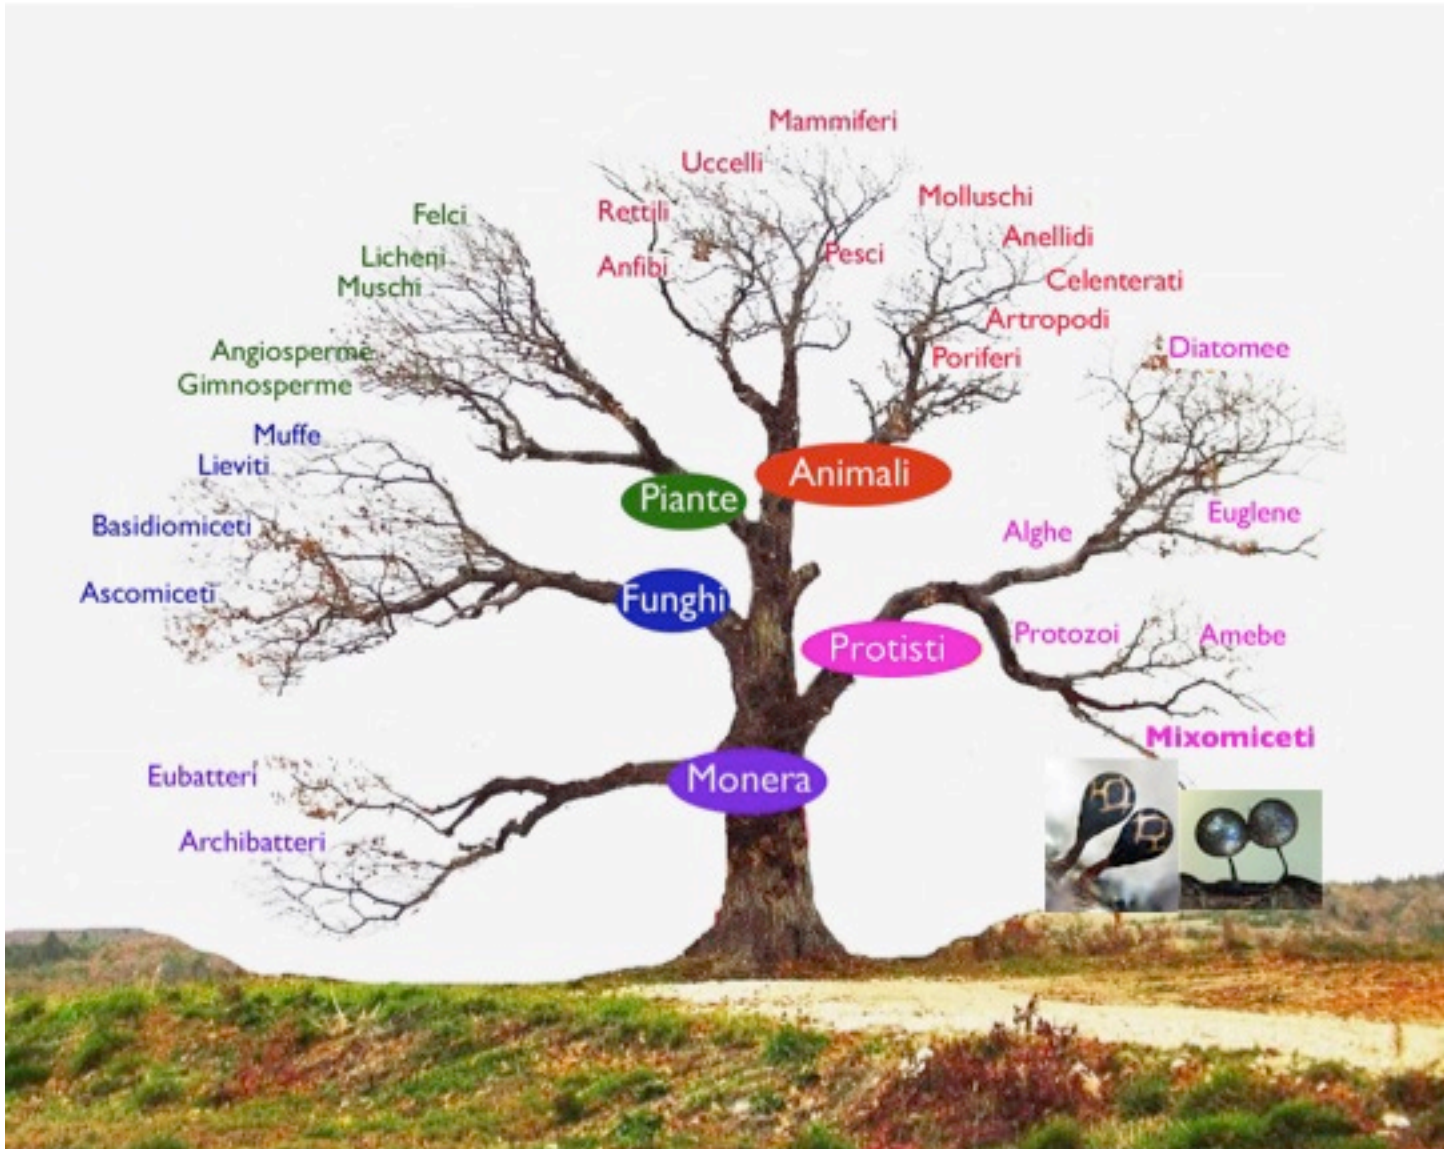 Mammiferi
Uccelli
Molluschi
Rettili
Felci
Anellidi
Pesci
Licheni
Anfibi
Celenterati
Muschi
Artropodi
Diatomee
Angiosperme
Poriferi
Gimnosperme
Muffe
Lieviti
Animali
Piante
Euglene
Basidiomiceti
Alghe
Ascomiceti
Funghi
Protozoi
Amebe
Protisti
Mixomiceti
Eubatteri
Monera
Archibatteri